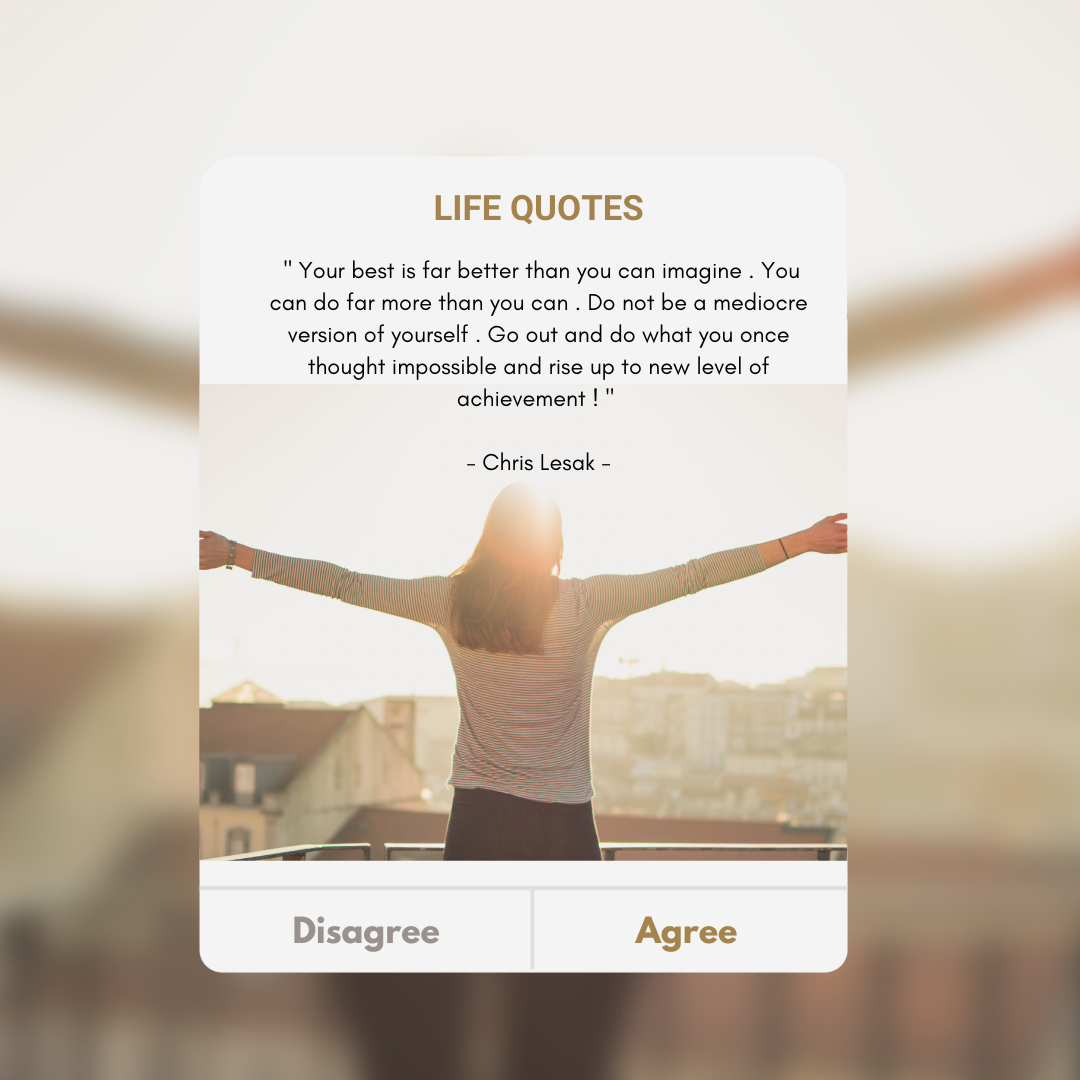 LIFE QUOTES
" Your best is far better than you can imagine . You
can do far more than you can . Do not be a mediocre
version of yourself . Go out and do what you once
thought impossible and rise up to new level of
achievement ! "
- Chris Lesak -
Disagree
Agree